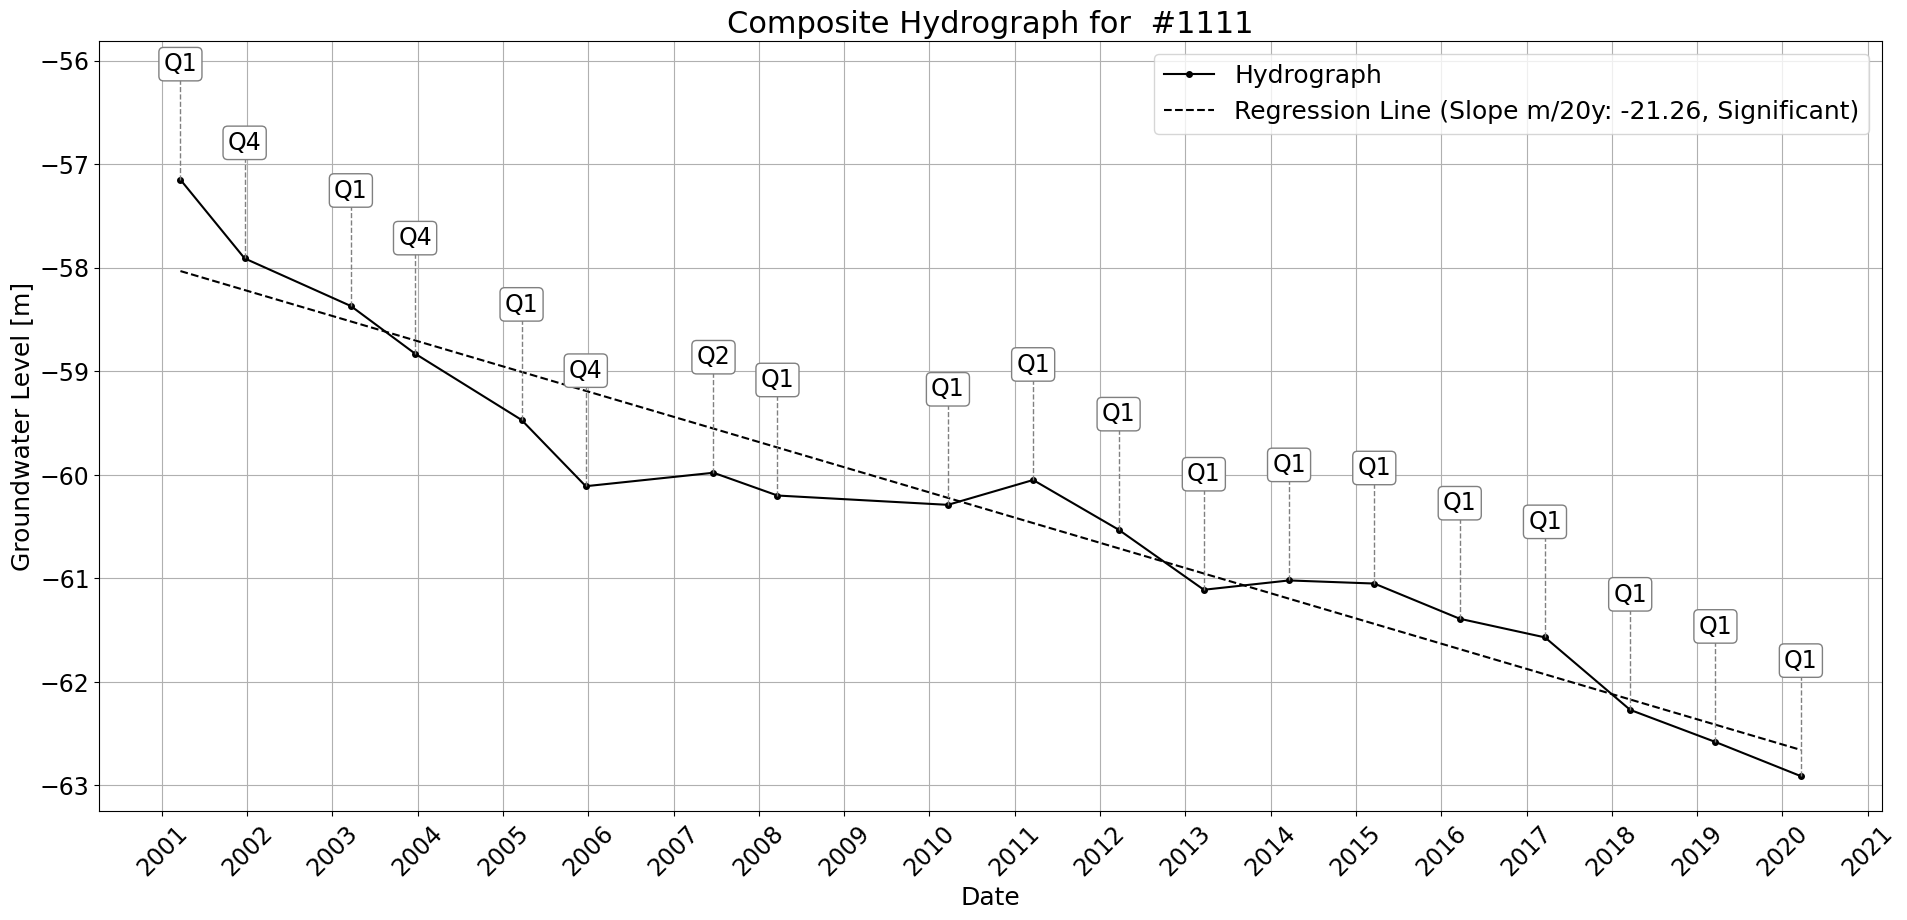 Composite Hydrograph for  #1111
Hydrograph
Regression Line (Slope m/20y: -21.26, Significant)
Groundwater Level [m]
−56
−57
−58
−59
−60
−61
−62
−63
Q1
Q4
Q1
Q4
Q1
Q4
Q2
Q1
Q1
Q1
Q1
Q1
Q1
Q1
Q1
Q1
Q1
Q1
Q1
2001
2002
2003
2004
2005
2006
2007
2008
2009
2010
2011
2012
2013
2014
2015
2016
2017
2018
2019
2020
2021
Date